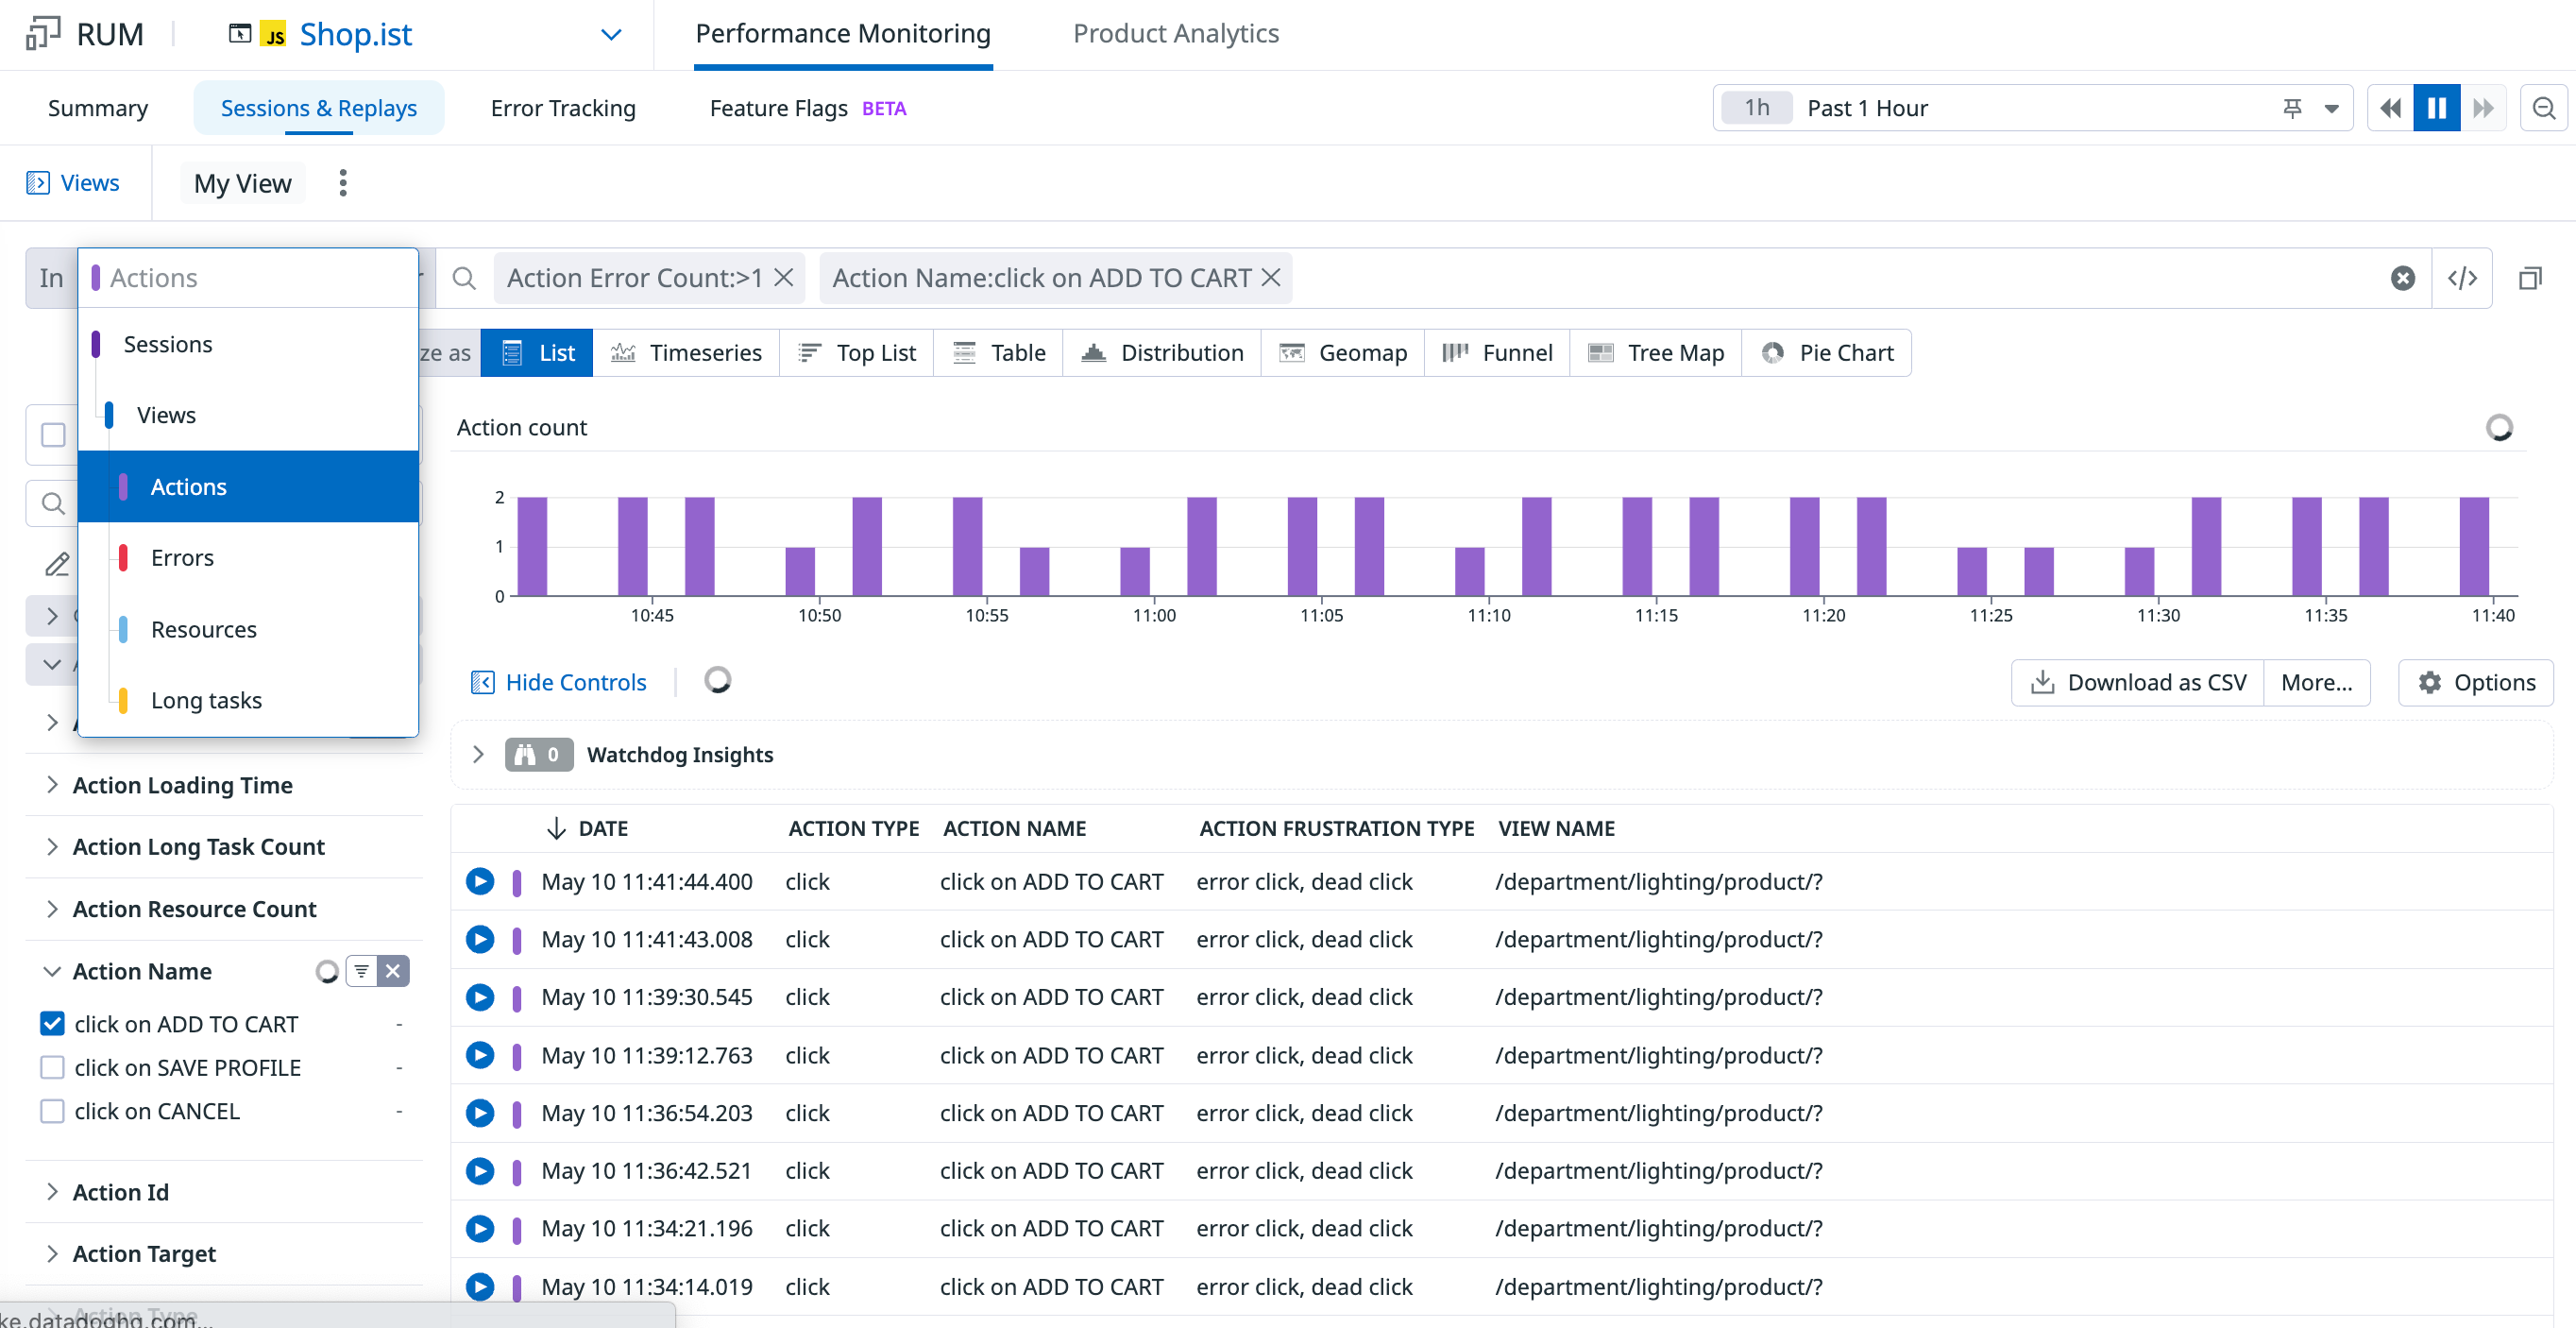 RUM
JS Shop.ist
Performance Monitoring
Product Analytics
Summary
Sessions & Replays
Error Tracking
Feature Flags BETA
1h Past 1 Hour
Views
My View
In
Actions
Action Error Count:>1
Action Name:click on ADD TO CART
</>
Sessions
Views
Actions
Errors
Resources
Long tasks
ze as
List
Timeseries
Top List
Table
Distribution
Geomap
Funnel
Tree Map
Pie Chart
Action count
2
1
0
10:45 10:50 10:55 11:00 11:05 11:10 11:15 11:20 11:25 11:30 11:35 11:40
Hide Controls
Download as CSV
More...
Options
0 Watchdog Insights
Action Loading Time
Action Long Task Count
Action Resource Count
Action Name
click on ADD TO CART -
click on SAVE PROFILE -
click on CANCEL -
Action Id
Action Target
Action Type
ke.datadoghq.com...
DATE ACTION TYPE ACTION NAME ACTION FRUSTRATION TYPE VIEW NAME
May 10 11:41:44.400 click click on ADD TO CART error click, dead click /department/lighting/product/?
May 10 11:41:43.008 click click on ADD TO CART error click, dead click /department/lighting/product/?
May 10 11:39:30.545 click click on ADD TO CART error click, dead click /department/lighting/product/?
May 10 11:39:12.763 click click on ADD TO CART error click, dead click /department/lighting/product/?
May 10 11:36:54.203 click click on ADD TO CART error click, dead click /department/lighting/product/?
May 10 11:36:42.521 click click on ADD TO CART error click, dead click /department/lighting/product/?
May 10 11:34:21.196 click click on ADD TO CART error click, dead click /department/lighting/product/?
May 10 11:34:14.019 click click on ADD TO CART error click, dead click /department/lighting/product/?